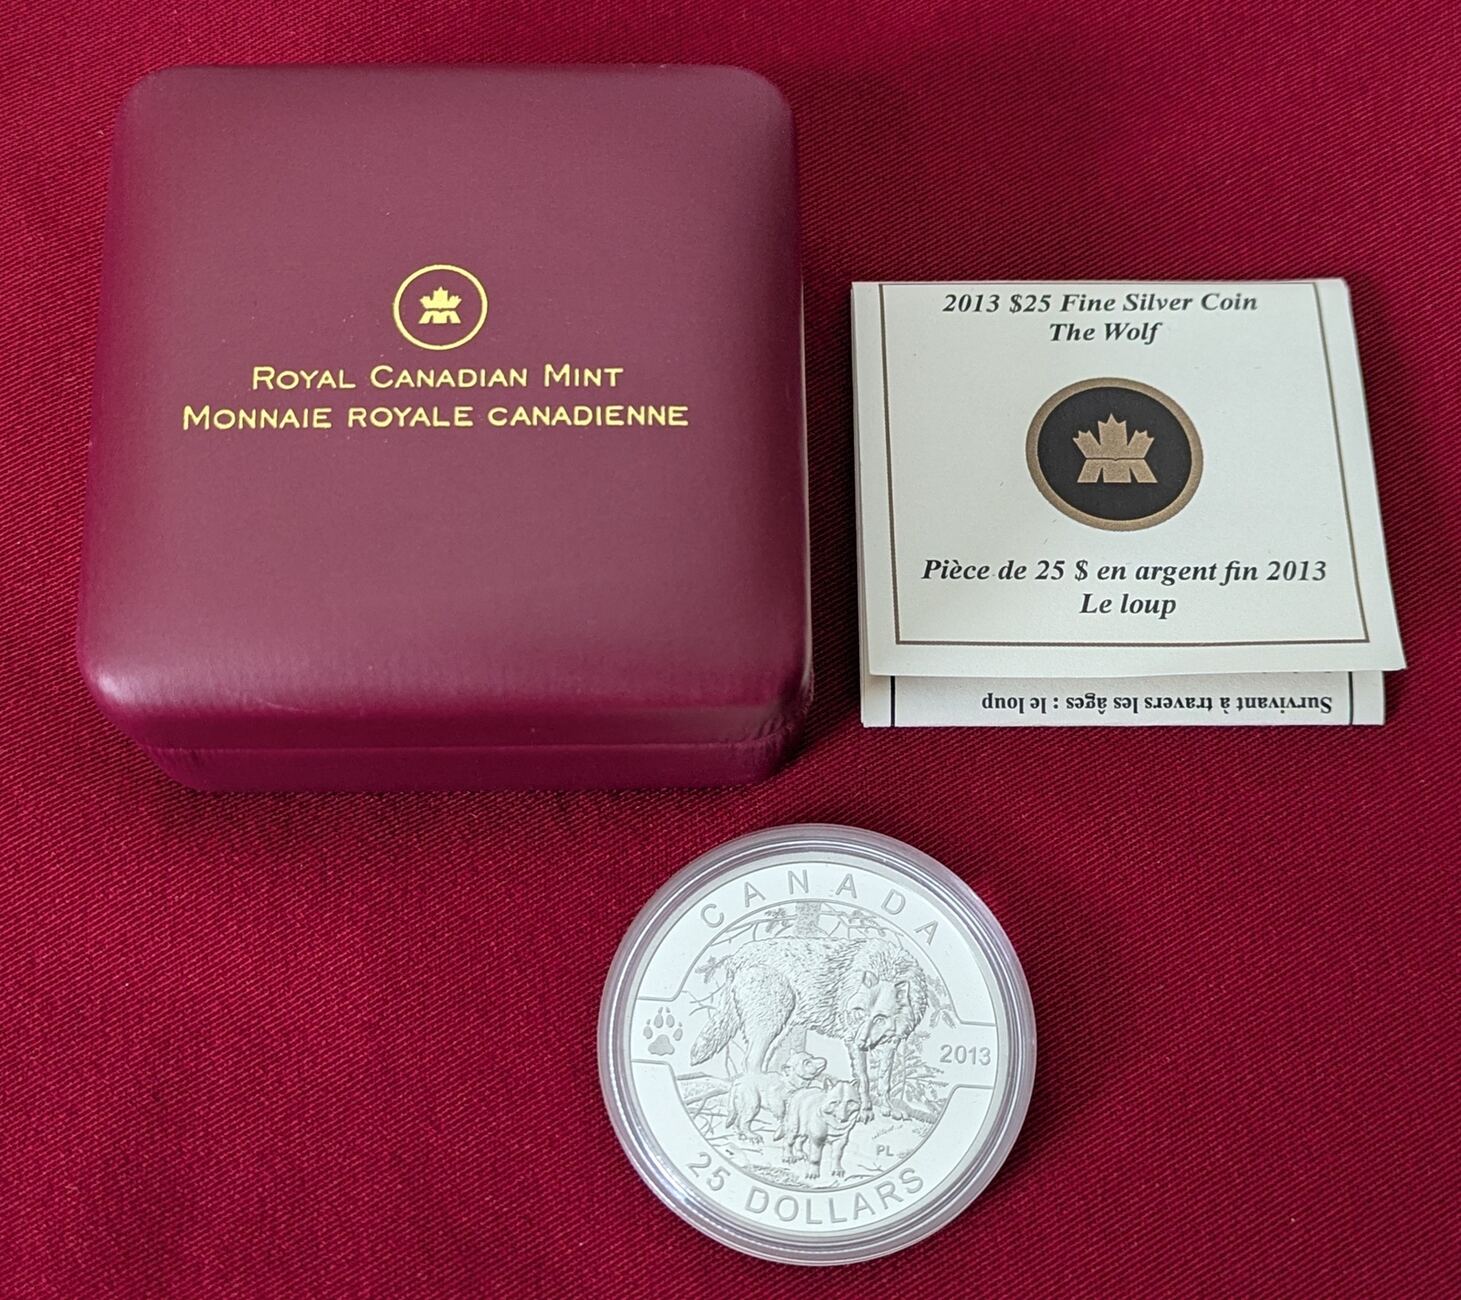 ROYAL CANADIAN MINT
MONNAIE ROYALE CANADIENNE
2013 $25 Fine Silver Coin
The Wolf
Pièce de 25 $ en argent fin 2013
Le loup
Survivant à travers les âges : le loup
CANADA
2013
PL
25 DOLLARS